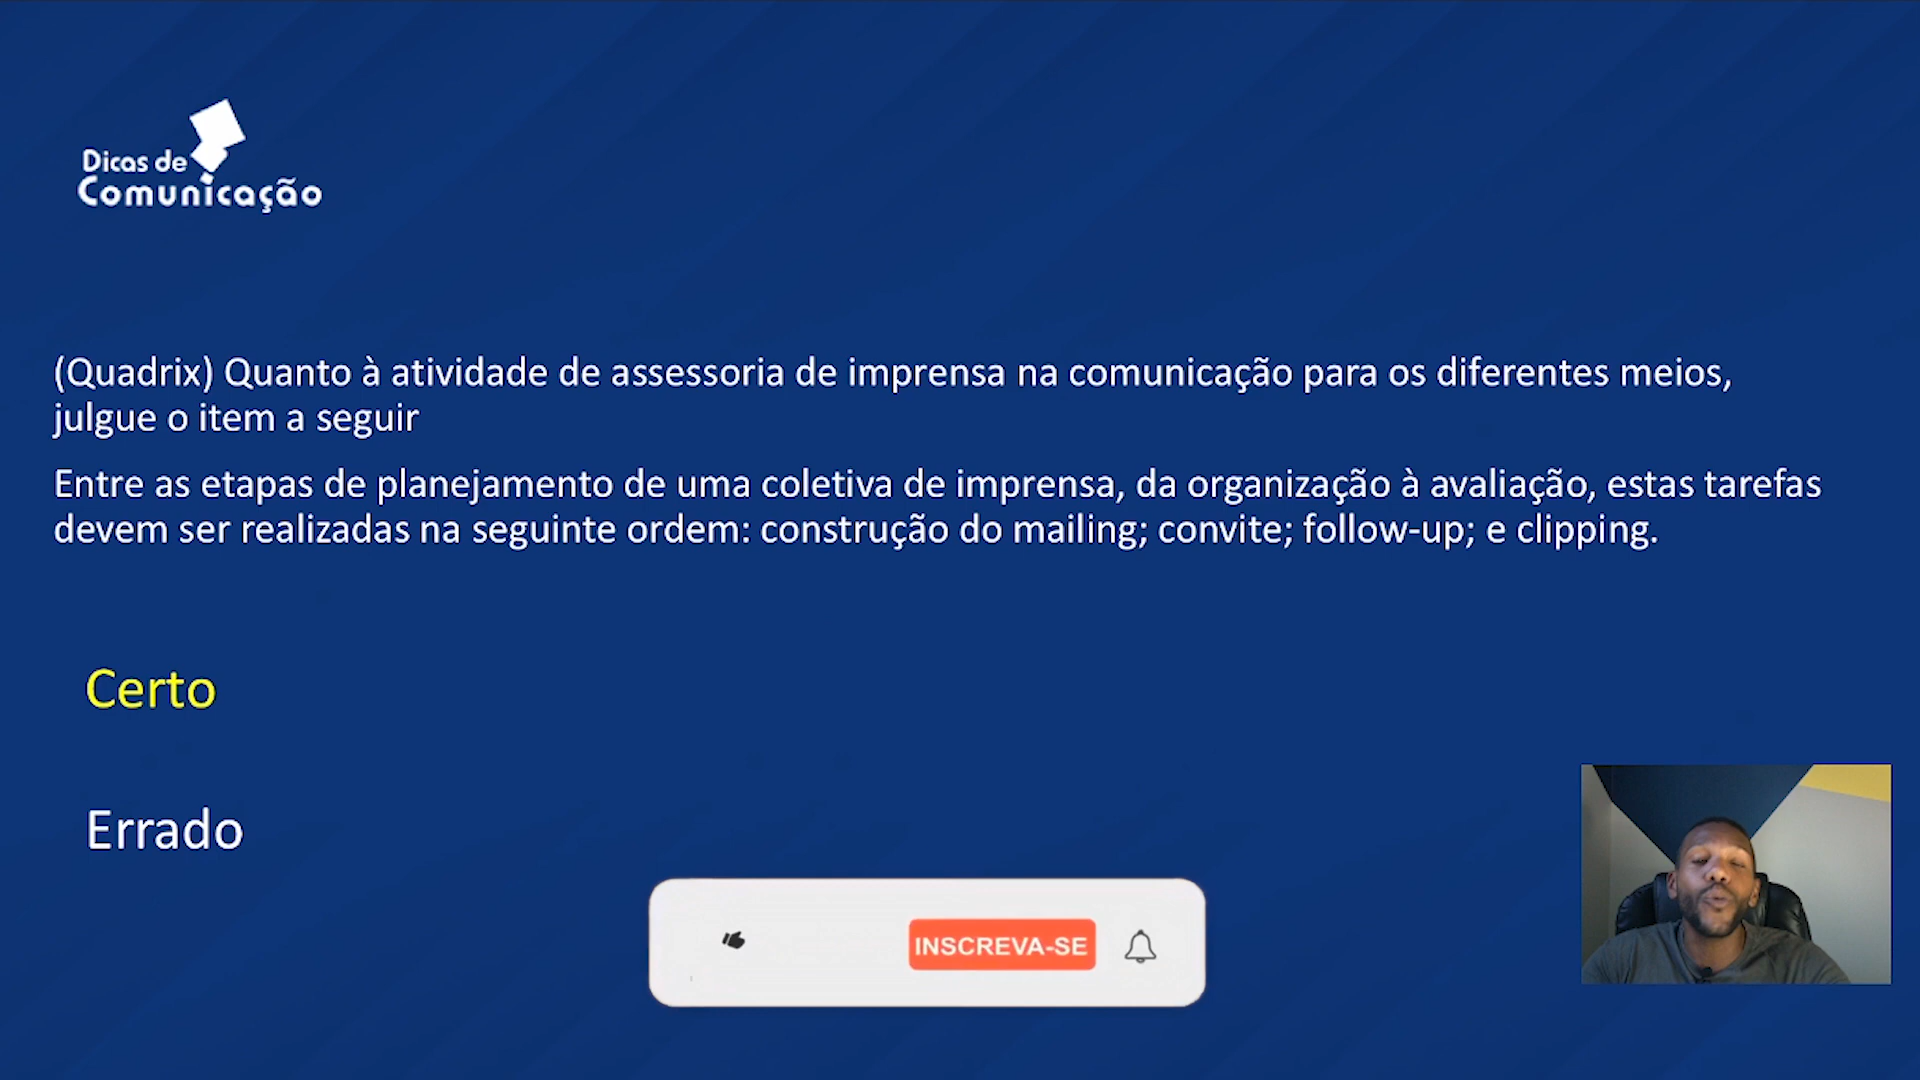 Dicas de
Comunicação
(Quadrix) Quanto à atividade de assessoria de imprensa na comunicação para os diferentes meios,
julgue o item a seguir
Entre as etapas de planejamento de uma coletiva de imprensa, da organização à avaliação, estas tarefas
devem ser realizadas na seguinte ordem: construção do mailing; convite; follow-up; e clipping.
Certo
Errado
INSCREVA-SE